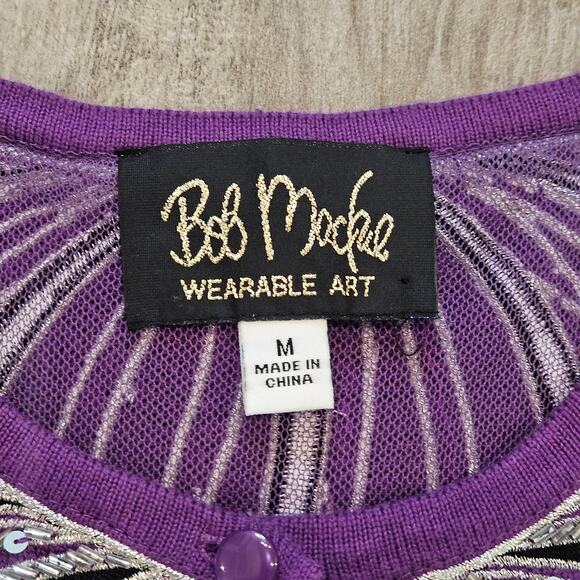 Bob Mackie
WEARABLE ART
M
MADE IN
CHINA